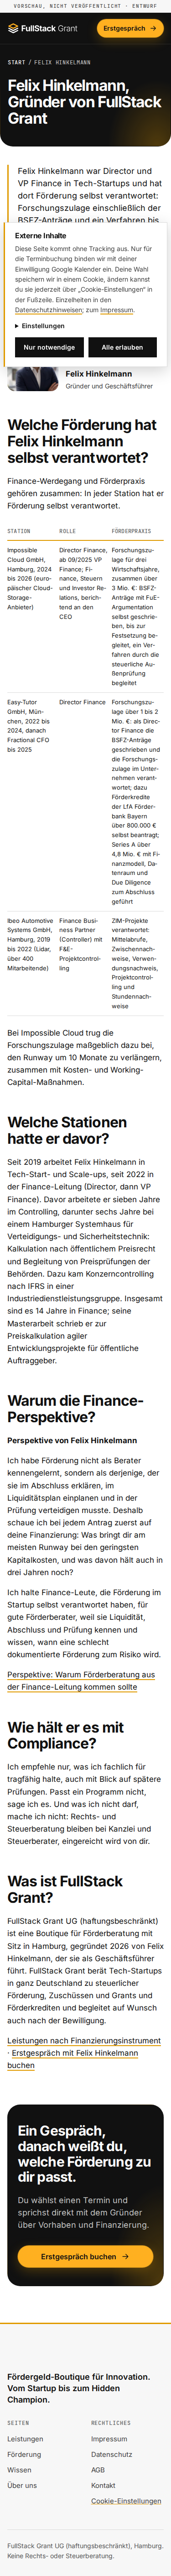 VORSCHAU, NICHT VERÖFFENTLICHT · ENTWURF
FullStack Grant
Erstgespräch →
START / FELIX HINKELMANN
Felix Hinkelmann,
Gründer von FullStack
Grant
Felix Hinkelmann war Director und
VP Finance in Tech-Startups und hat
dort Förderung selbst verantwortet:
Forschungszulage einschließlich der
BSFZ-Anträge und ein Verfahren bis
Externe Inhalte
Diese Seite kommt ohne Tracking aus. Nur für
die Terminbuchung binden wir mit deiner
Einwilligung Google Kalender ein. Deine Wahl
speichern wir in einem Cookie, ändern kannst
du sie jederzeit über „Cookie-Einstellungen“ in
der Fußzeile. Einzelheiten in den
Datenschutzhinweisen; zum Impressum.
Einstellungen
Nur notwendige
Alle erlauben
Felix Hinkelmann
Gründer und Geschäftsführer
Welche Förderung hat
Felix Hinkelmann
selbst verantwortet?
Finance-Werdegang und Förderpraxis
gehören zusammen: In jeder Station hat er
Förderung selbst verantwortet.
STATION ROLLE FÖRDERPRAXIS
Impossible
Cloud GmbH,
Hamburg, 2024
bis 2026 (euro-
päischer Cloud-
Storage-
Anbieter)
Director Finance,
ab 09/2025 VP
Finance; Fi-
nance, Steuern
und Investor Re-
lations, berich-
tend an den
CEO
Forschungszu-
lage für drei
Wirtschaftsjahre,
zusammen über
3 Mio. €: BSFZ-
Anträge mit FuE-
Argumentation
selbst geschrie-
ben, bis zur
Festsetzung be-
gleitet, ein Ver-
fahren durch die
steuerliche Au-
ßenprüfung
begleitet
Easy-Tutor
GmbH, Mün-
chen, 2022 bis
2024, danach
Fractional CFO
bis 2025
Director Finance
Forschungszu-
lage über 1 bis 2
Mio. €: als Direc-
tor Finance die
BSFZ-Anträge
geschrieben und
die Forschungs-
zulage im Unter-
nehmen verant-
wortet; dazu
Förderkredite
der LfA Förder-
bank Bayern
über 800.000 €
selbst beantragt;
Series A über
4,8 Mio. € mit Fi-
nanzmodell, Da-
tenraum und
Due Diligence
zum Abschluss
geführt
Ibeo Automotive
Systems GmbH,
Hamburg, 2019
bis 2022 (Lidar,
über 400
Mitarbeitende)
Finance Busi-
ness Partner
(Controller) mit
F&E-
Projektcontrol-
ling
ZIM-Projekte
verantwortet:
Mittelabrufe,
Zwischennach-
weise, Verwen-
dungsnachweis,
Projektcontrol-
ling und
Stundennach-
weise
Bei Impossible Cloud trug die
Forschungszulage maßgeblich dazu bei,
den Runway um 10 Monate zu verlängern,
zusammen mit Kosten- und Working-
Capital-Maßnahmen.
Welche Stationen
hatte er davor?
Seit 2019 arbeitet Felix Hinkelmann in
Tech-Start- und Scale-ups, seit 2022 in
der Finance-Leitung (Director, dann VP
Finance). Davor arbeitete er sieben Jahre
im Controlling, darunter sechs Jahre bei
einem Hamburger Systemhaus für
Verteidigungs- und Sicherheitstechnik:
Kalkulation nach öffentlichem Preisrecht
und Begleitung von Preisprüfungen der
Behörden. Dazu kam Konzerncontrolling
nach IFRS in einer
Industriedienstleistungsgruppe. Insgesamt
sind es 14 Jahre in Finance; seine
Masterarbeit schrieb er zur
Preiskalkulation agiler
Entwicklungsprojekte für öffentliche
Auftraggeber.
Warum die Finance-
Perspektive?
Perspektive von Felix Hinkelmann
Ich habe Förderung nicht als Berater
kennengelernt, sondern als derjenige, der
sie im Abschluss erklären, im
Liquiditätsplan einplanen und in der
Prüfung verteidigen musste. Deshalb
schaue ich bei jedem Antrag zuerst auf
deine Finanzierung: Was bringt dir am
meisten Runway bei den geringsten
Kapitalkosten, und was davon hält auch in
drei Jahren noch?
Ich halte Finance-Leute, die Förderung im
Startup selbst verantwortet haben, für
gute Förderberater, weil sie Liquidität,
Abschluss und Prüfung kennen und
wissen, wann eine schlecht
dokumentierte Förderung zum Risiko wird.
Perspektive: Warum Förderberatung aus
der Finance-Leitung kommen sollte
Wie hält er es mit
Compliance?
Ich empfehle nur, was ich fachlich für
tragfähig halte, auch mit Blick auf spätere
Prüfungen. Passt ein Programm nicht,
sage ich es. Und was ich nicht darf,
mache ich nicht: Rechts- und
Steuerberatung bleiben bei Kanzlei und
Steuerberater, eingereicht wird von dir.
Was ist FullStack
Grant?
FullStack Grant UG (haftungsbeschränkt)
ist eine Boutique für Förderberatung mit
Sitz in Hamburg, gegründet 2026 von Felix
Hinkelmann, der sie als Geschäftsführer
führt. FullStack Grant berät Tech-Startups
in ganz Deutschland zu steuerlicher
Förderung, Zuschüssen und Grants und
Förderkrediten und begleitet auf Wunsch
auch nach der Bewilligung.
Leistungen nach Finanzierungsinstrument
· Erstgespräch mit Felix Hinkelmann
buchen
Ein Gespräch,
danach weißt du,
welche Förderung zu
dir passt.
Du wählst einen Termin und
sprichst direkt mit dem Gründer
über Vorhaben und Finanzierung.
Erstgespräch buchen →
Fördergeld-Boutique für Innovation.
Vom Startup bis zum Hidden
Champion.
SEITEN RECHTLICHES
Leistungen Impressum
Förderung Datenschutz
Wissen AGB
Über uns Kontakt
Cookie-Einstellungen
FullStack Grant UG (haftungsbeschränkt), Hamburg.
Keine Rechts- oder Steuerberatung.